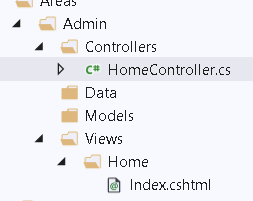 Areas
Admin
Controllers
C# HomeController.cs
Data
Models
Views
Home
Index.cshtml